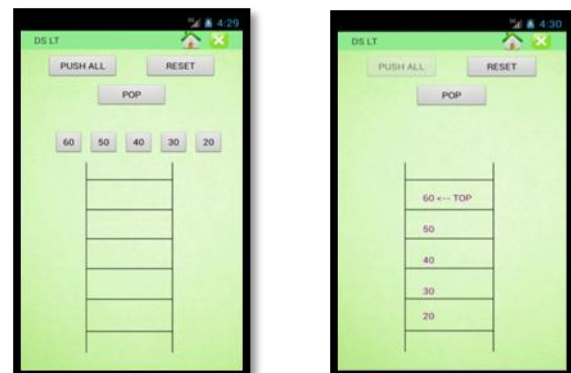 4:29
DS LT
PUSH ALL RESET
POP
60 50 40 30 20
4:30
DS LT
PUSH ALL RESET
POP
60 <-- TOP
50
40
30
20